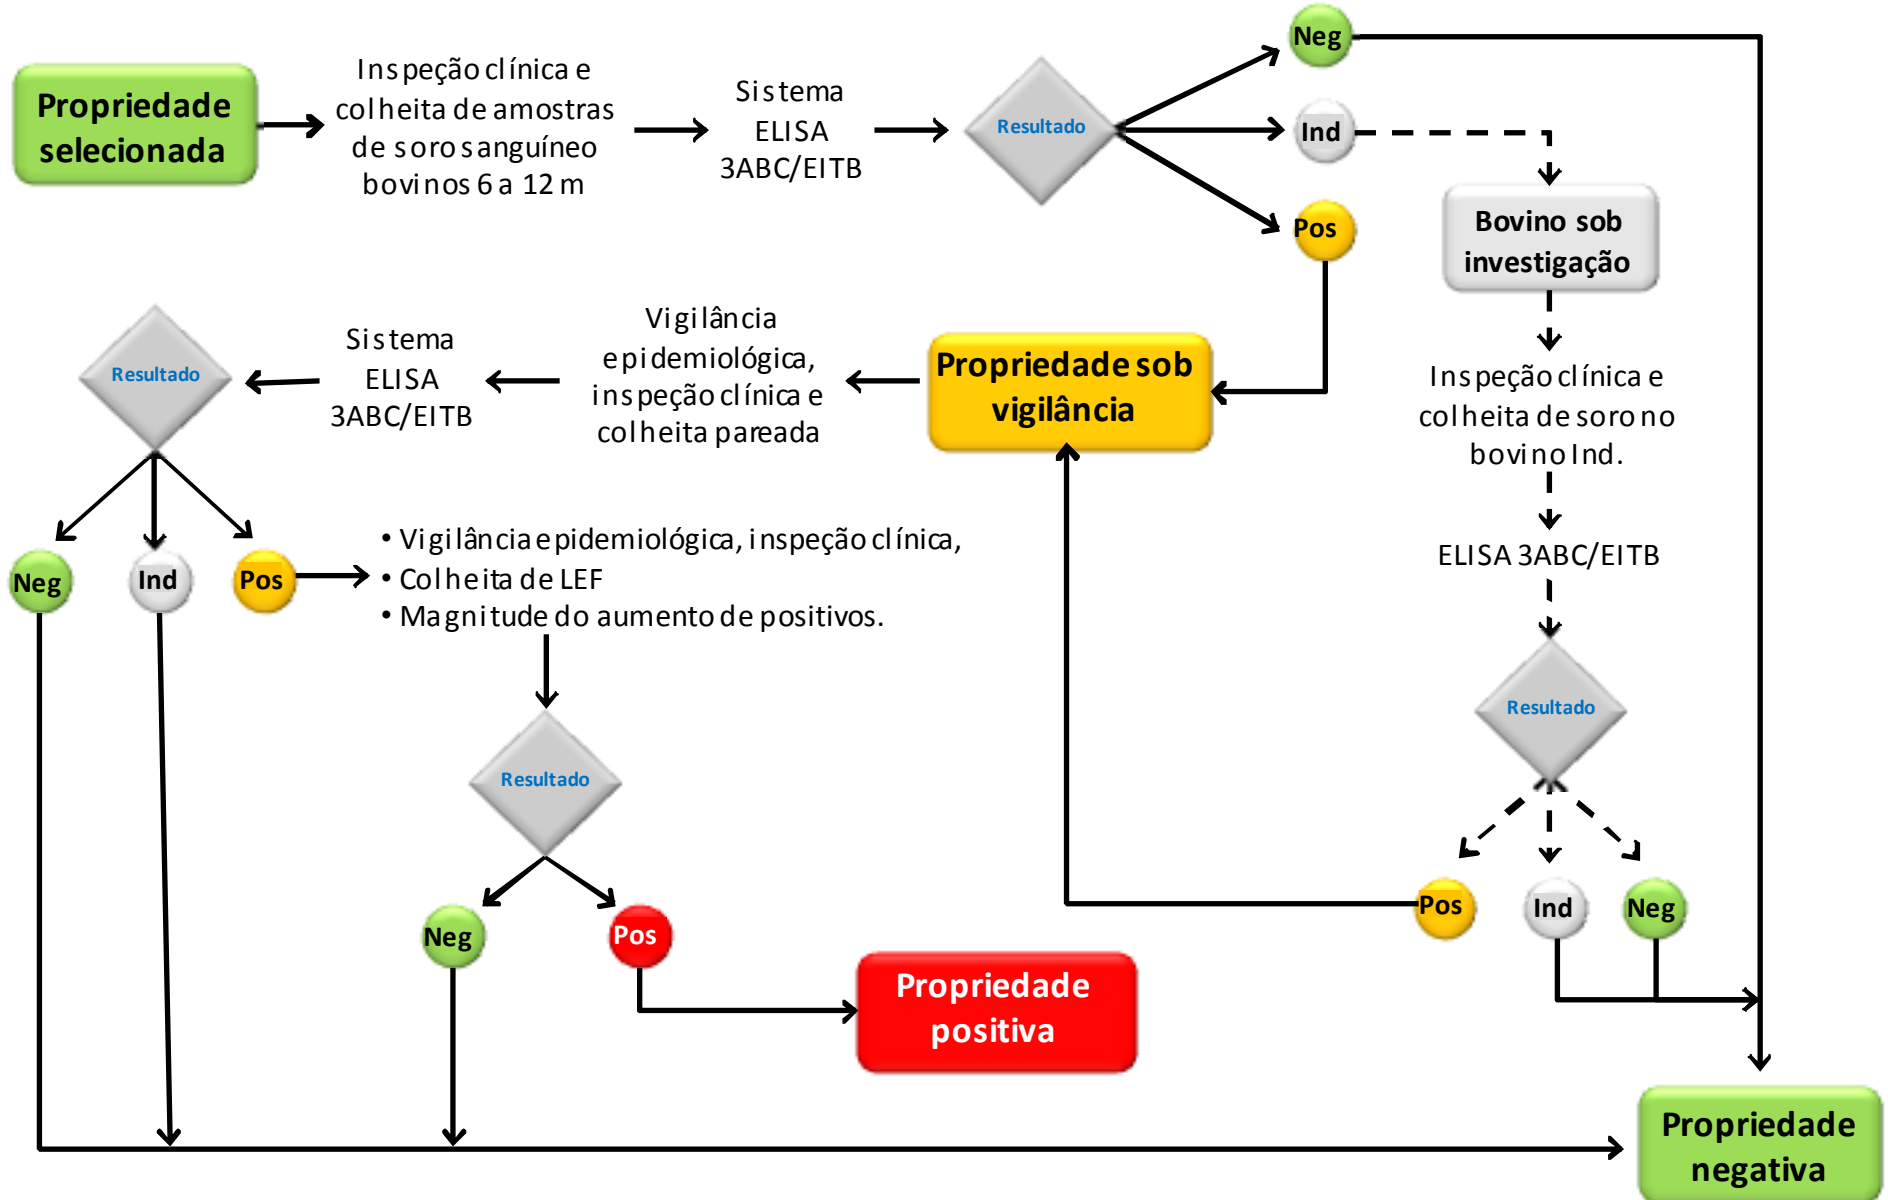 Propriedade
selecionada
Inspeção clínica e
colheita de amostras
de soro sanguíneo
bovinos 6 a 12 m
Sistema
ELISA
3ABC/EITB
Resultado
Neg
Ind
Pos
Bovino sob
investigação
Inspeção clínica e
colheita de soro no
bovino Ind.
ELISA 3ABC/EITB
Resultado
Pos
Ind
Neg
Propriedade sob
vigilância
Vigilância
epidemiológica,
inspeção clínica e
colheita pareada
Sistema
ELISA
3ABC/EITB
Resultado
Neg
Ind
Pos
• Vigilância epidemiológica, inspeção clínica,
• Colheita de LEF
• Magnitude do aumento de positivos.
Resultado
Neg
Pos
Propriedade
positiva
Propriedade
negativa